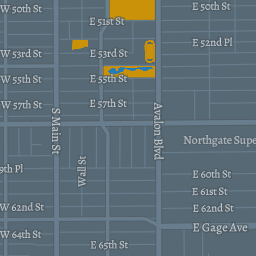 W 50th St
E 50th St
E 51st St
E 52nd Pl
W 53rd St
E 53rd St
W 55th St
E 55th St
W 57th St
E 57th St
S Main St
Avalon Blvd
Northgate Supe
Wall St
9th Pl
E 60th St
E 61st St
W 62nd St
E 62nd St
E Gage Ave
W 64th St
E 65th St